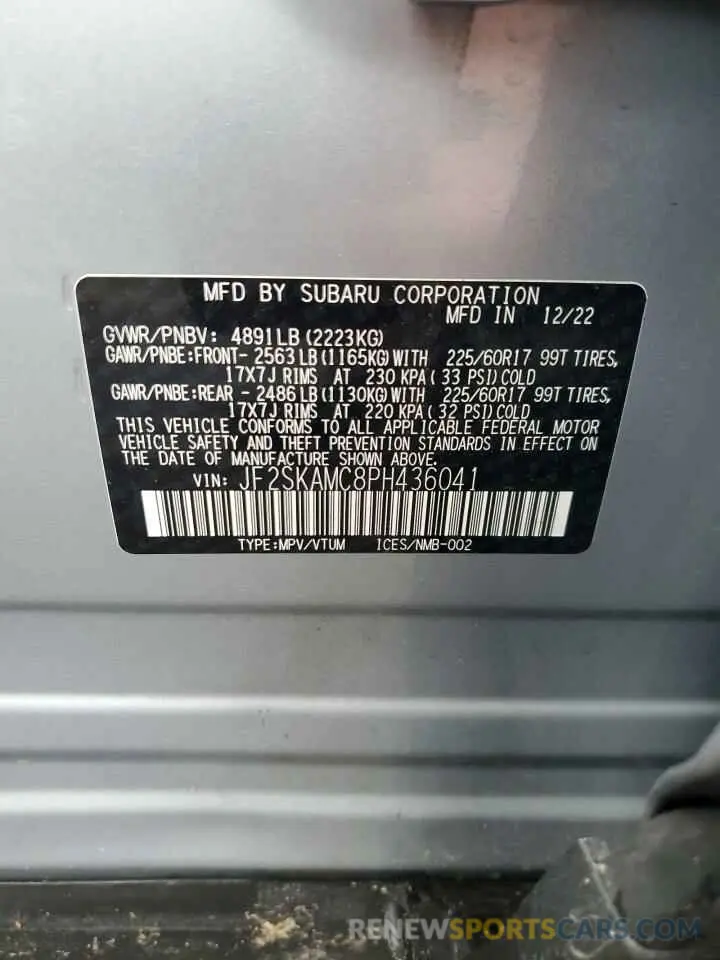 MFD BY SUBARU CORPORATION
MFD IN 12/22
GVWR/PNBV: 4891LB (2223KG)
GAWR/PNBE:FRONT- 2563 LB (1165KG) WITH 225/60R17 99T TIRES,
17X7J RIMS AT 230 KPA ( 33 PSI) COLD
GAWR/PNBE:REAR - 2486 LB (1130KG) WITH 225/60R17 99T TIRES,
17X7J RIMS AT 220 KPA ( 32 PSI) COLD
THIS VEHICLE CONFORMS TO ALL APPLICABLE FEDERAL MOTOR
VEHICLE SAFETY AND THEFT PREVENTION STANDARDS IN EFFECT ON
THE DATE OF MANUFACTURE SHOWN ABOVE.
VIN: JF2SKAMC8PH436041
TYPE:MPV/VTUM ICES/NMB-002
REMOVEDFROMCARS.COM